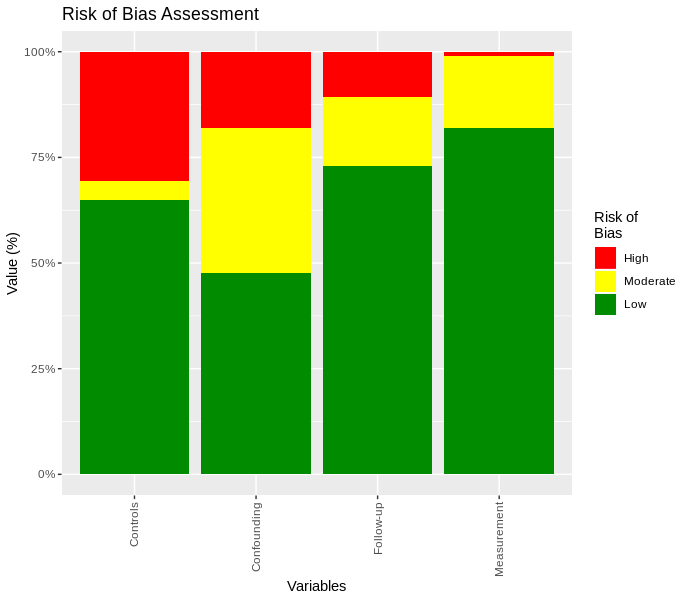 Risk of Bias Assessment
100%
75%
50%
25%
0%
Value (%)
Controls
Confounding
Follow-up
Measurement
Variables
Risk of
Bias
High
Moderate
Low